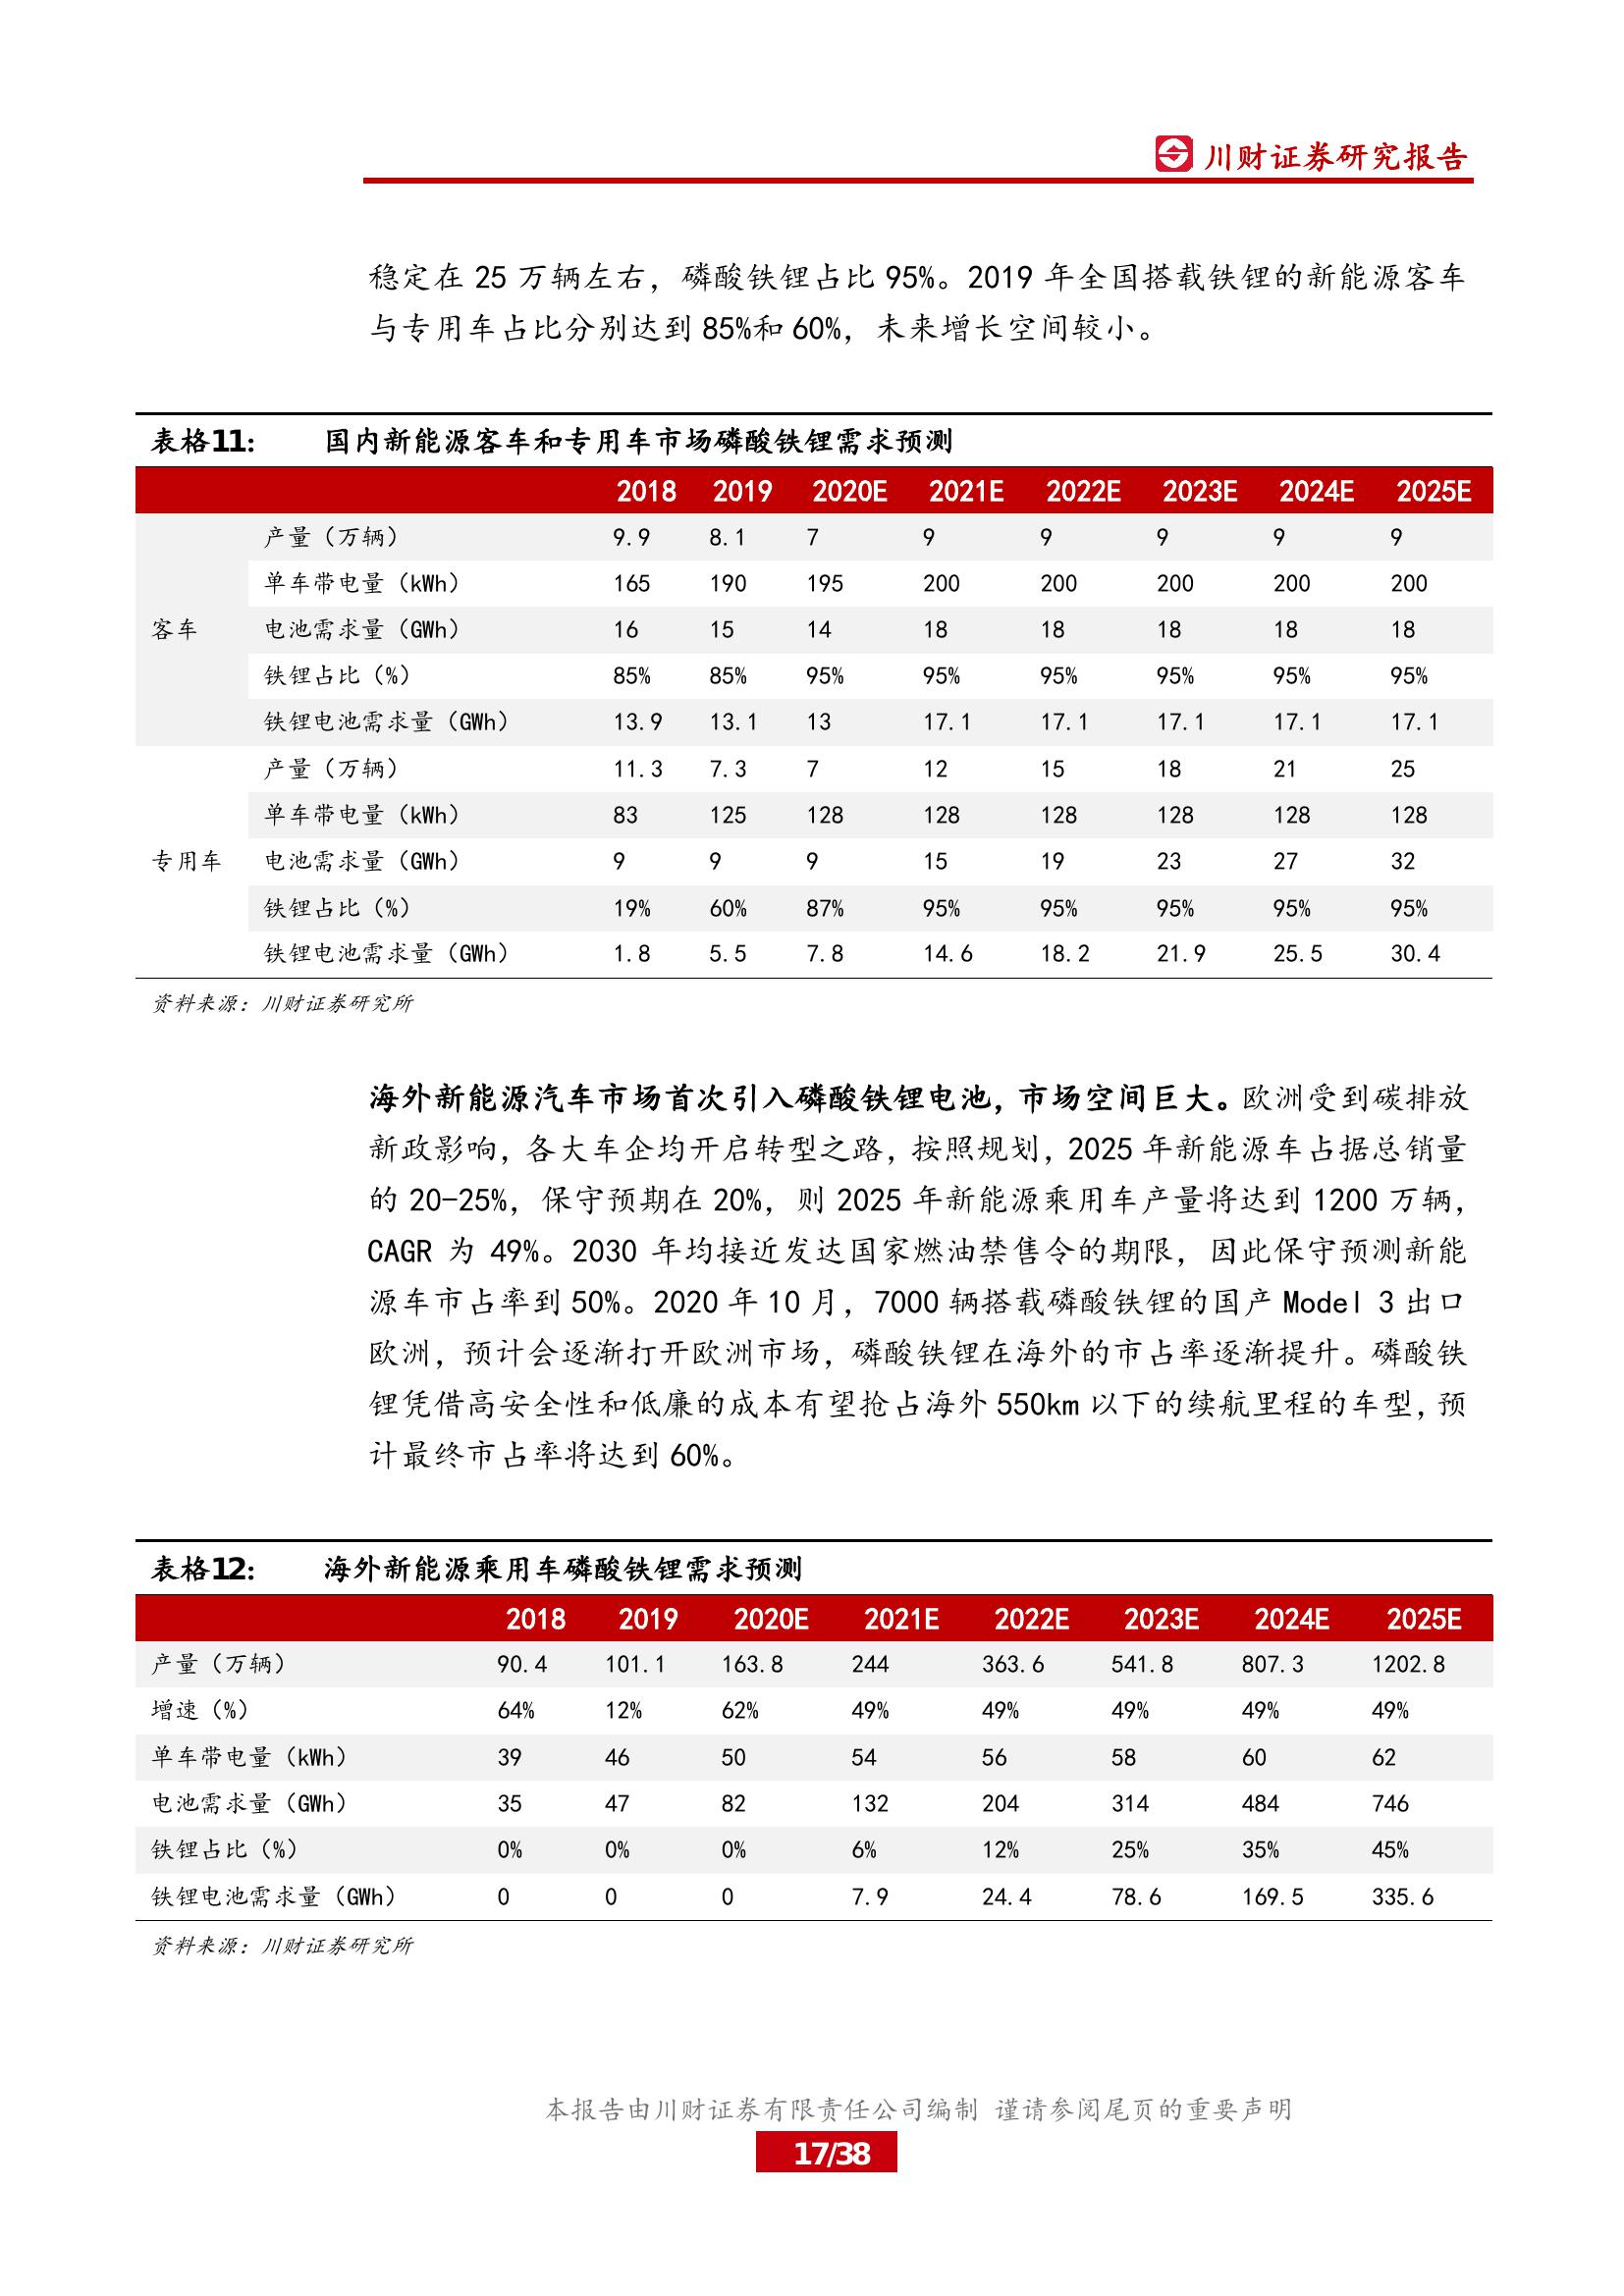 川财证券研究报告
稳定在 25 万辆左右，磷酸铁锂占比 95%。2019 年全国搭载铁锂的新能源客车
与专用车占比分别达到 85%和 60%，未来增长空间较小。
表格11： 国内新能源客车和专用车市场磷酸铁锂需求预测
2018 2019 2020E 2021E 2022E 2023E 2024E 2025E
产量（万辆） 9.9 8.1 7 9 9 9 9 9
单车带电量（kWh） 165 190 195 200 200 200 200 200
客车 电池需求量（GWh） 16 15 14 18 18 18 18 18
铁锂占比（%） 85% 85% 95% 95% 95% 95% 95% 95%
铁锂电池需求量（GWh） 13.9 13.1 13 17.1 17.1 17.1 17.1 17.1
产量（万辆） 11.3 7.3 7 12 15 18 21 25
单车带电量（kWh） 83 125 128 128 128 128 128 128
专用车 电池需求量（GWh） 9 9 9 15 19 23 27 32
铁锂占比（%） 19% 60% 87% 95% 95% 95% 95% 95%
铁锂电池需求量（GWh） 1.8 5.5 7.8 14.6 18.2 21.9 25.5 30.4
资料来源：川财证券研究所
海外新能源汽车市场首次引入磷酸铁锂电池，市场空间巨大。欧洲受到碳排放
新政影响，各大车企均开启转型之路，按照规划，2025 年新能源车占据总销量
的 20-25%，保守预期在 20%，则 2025 年新能源乘用车产量将达到 1200 万辆，
CAGR 为 49%。2030 年均接近发达国家燃油禁售令的期限，因此保守预测新能
源车市占率到 50%。2020 年 10 月，7000 辆搭载磷酸铁锂的国产 Model 3 出口
欧洲，预计会逐渐打开欧洲市场，磷酸铁锂在海外的市占率逐渐提升。磷酸铁
锂凭借高安全性和低廉的成本有望抢占海外 550km 以下的续航里程的车型，预
计最终市占率将达到 60%。
表格12： 海外新能源乘用车磷酸铁锂需求预测
2018 2019 2020E 2021E 2022E 2023E 2024E 2025E
产量（万辆） 90.4 101.1 163.8 244 363.6 541.8 807.3 1202.8
增速（%） 64% 12% 62% 49% 49% 49% 49% 49%
单车带电量（kWh） 39 46 50 54 56 58 60 62
电池需求量（GWh） 35 47 82 132 204 314 484 746
铁锂占比（%） 0% 0% 0% 6% 12% 25% 35% 45%
铁锂电池需求量（GWh） 0 0 0 7.9 24.4 78.6 169.5 335.6
资料来源：川财证券研究所
本报告由川财证券有限责任公司编制 谨请参阅尾页的重要声明
17/38